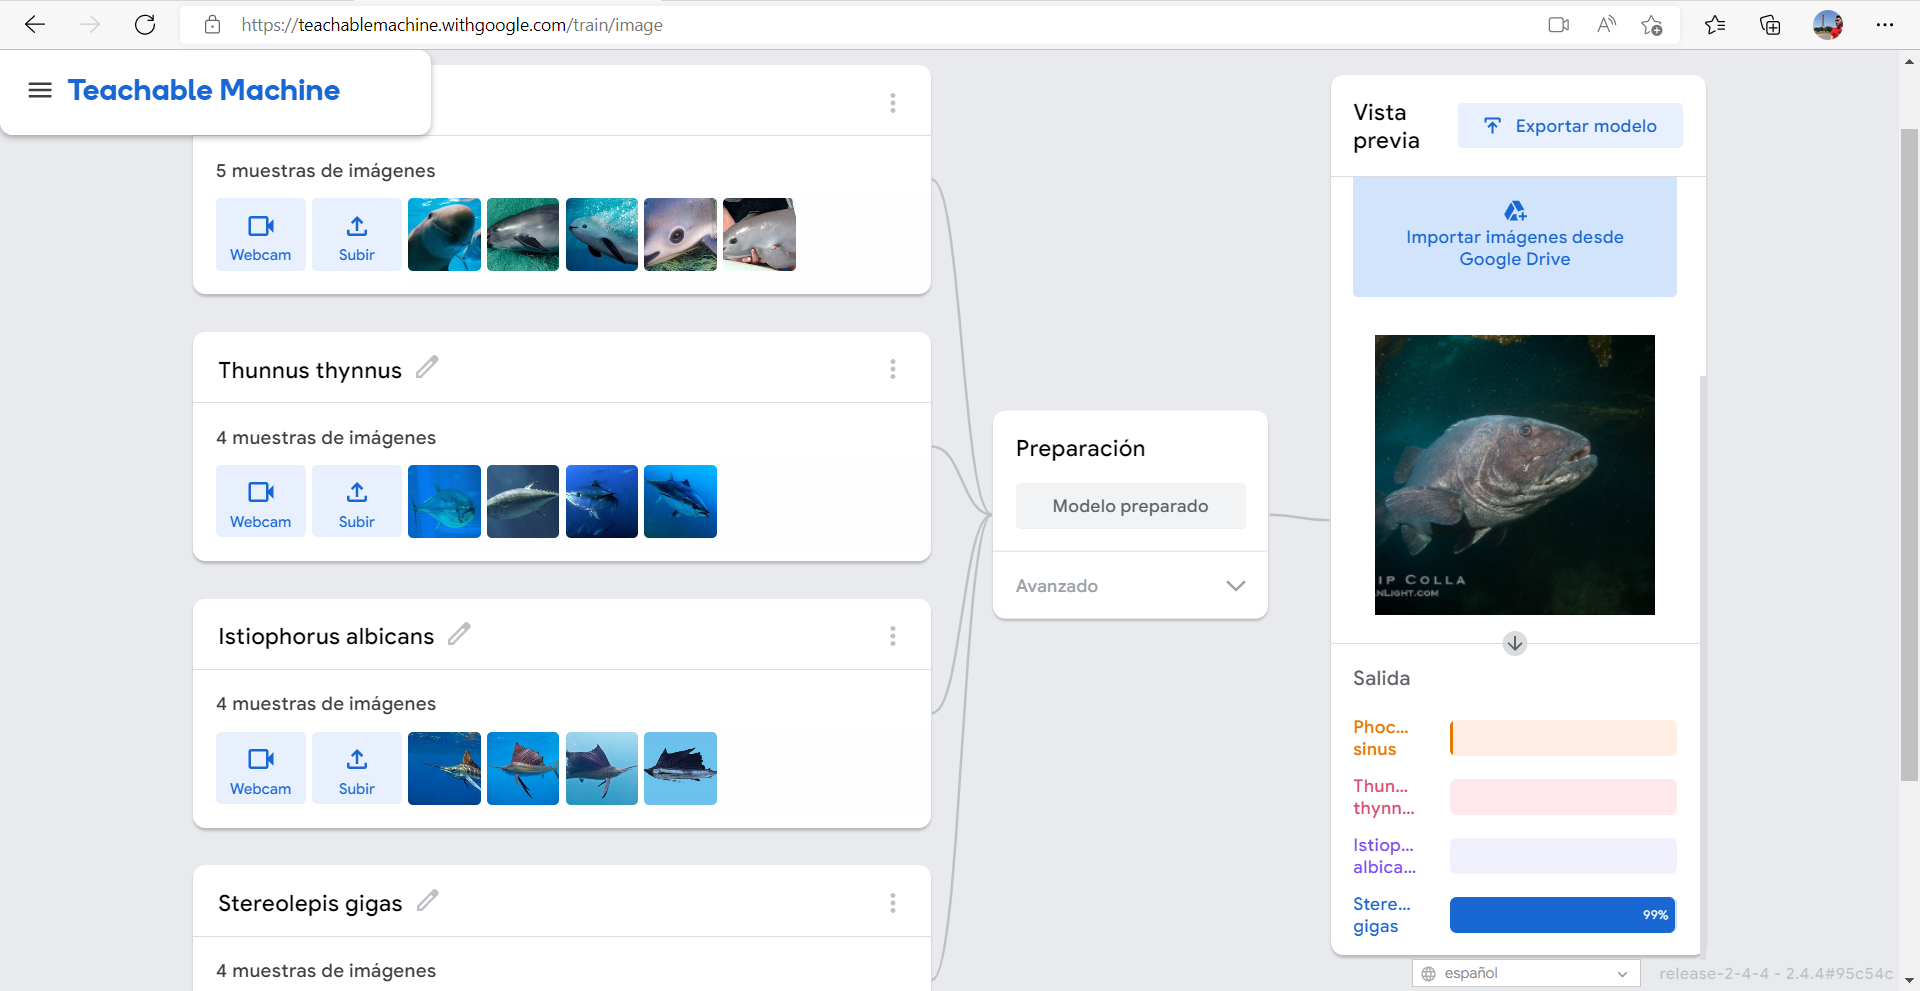 https://teachablemachine.withgoogle.com/train/image
Teachable Machine
5 muestras de imágenes
Webcam
Subir
Thunnus thynnus
4 muestras de imágenes
Webcam
Subir
Istiophorus albicans
4 muestras de imágenes
Webcam
Subir
Stereolepis gigas
4 muestras de imágenes
Preparación
Modelo preparado
Avanzado
Vista
previa
Exportar modelo
Importar imágenes desde
Google Drive
IP COLLA
NLIGHT.COM
Salida
Phoc...
sinus
Thun...
thynn...
Istiop...
albica...
Stere...
gigas
99%
español
release-2-4-4 - 2.4.4#95c54c